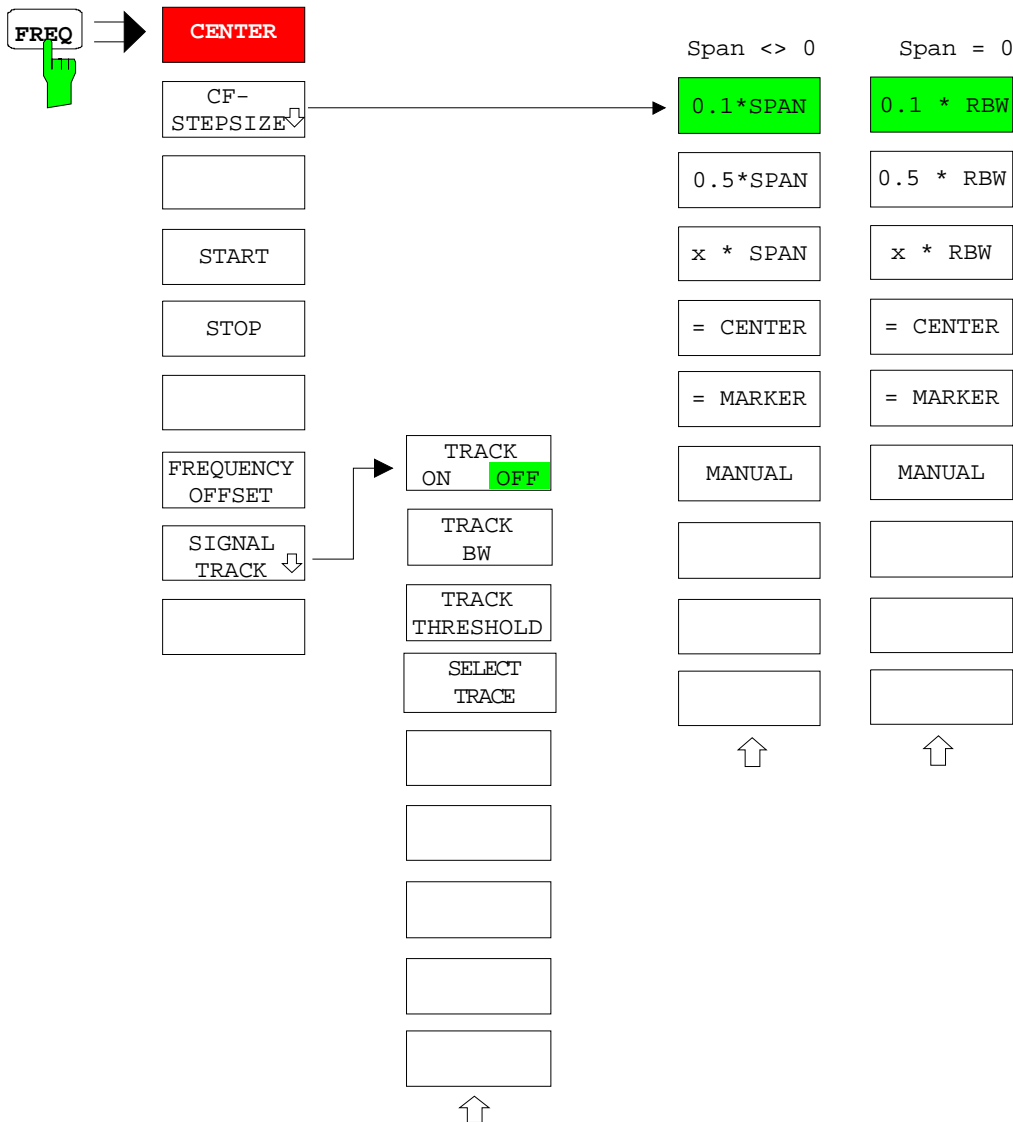 FREQ
CENTER
CF-
STEPSIZE
START
STOP
FREQUENCY
OFFSET
SIGNAL
TRACK
TRACK
ON OFF
TRACK
BW
TRACK
THRESHOLD
SELECT
TRACE
Span <> 0
0.1*SPAN
0.5*SPAN
x * SPAN
= CENTER
= MARKER
MANUAL
Span = 0
0.1 * RBW
0.5 * RBW
x * RBW
= CENTER
= MARKER
MANUAL